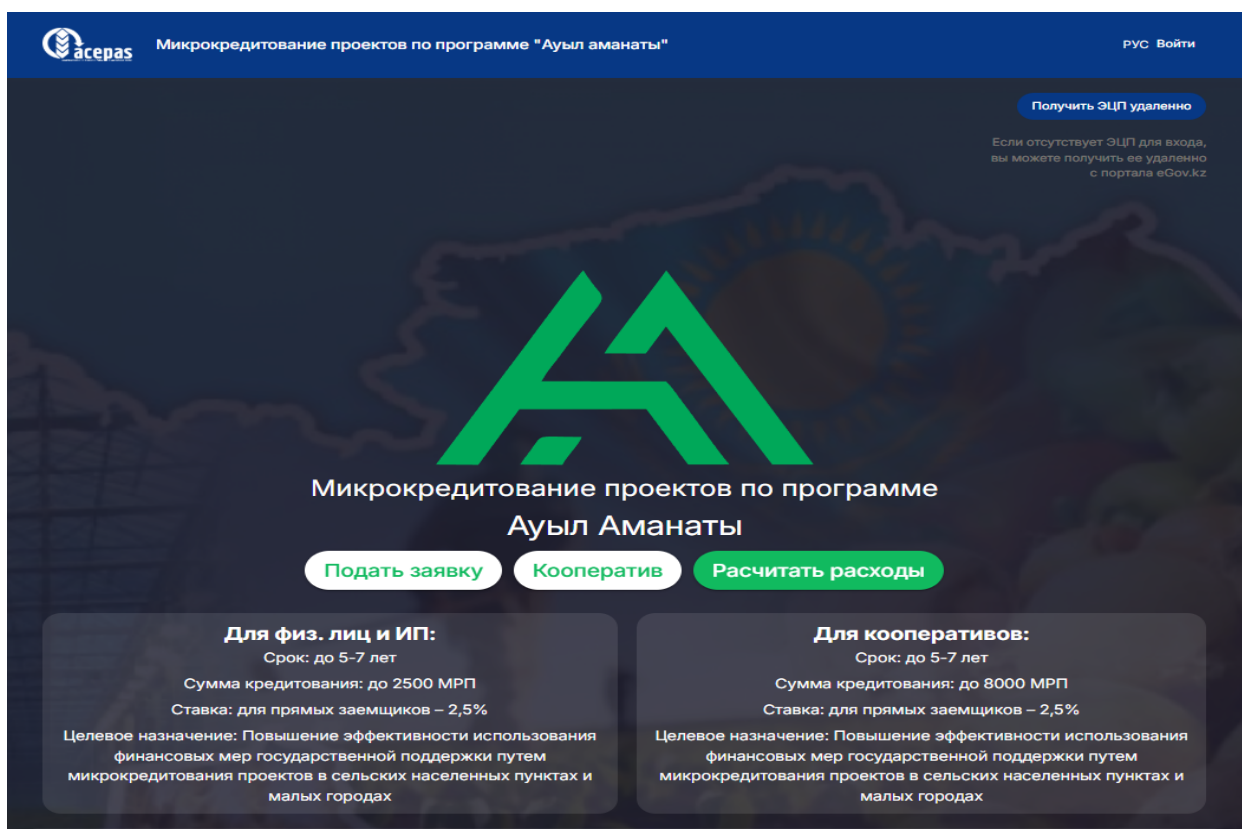 acepas
Микрокредитование проектов по программе "Ауыл аманаты"
РУС Войти
Получить ЭЦП удаленно
Если отсутствует ЭЦП для входа,
вы можете получить ее удаленно
с портала eGov.kz
Микрокредитование проектов по программе
Ауыл Аманаты
Подать заявку
Кооператив
Расчитать расходы
Для физ. лиц и ИП:
Срок: до 5-7 лет
Сумма кредитования: до 2500 МРП
Ставка: для прямых заемщиков – 2,5%
Целевое назначение: Повышение эффективности использования
финансовых мер государственной поддержки путем
микрокредитования проектов в сельских населенных пунктах и
малых городах
Для кооперативов:
Срок: до 5-7 лет
Сумма кредитования: до 8000 МРП
Ставка: для прямых заемщиков – 2,5%
Целевое назначение: Повышение эффективности использования
финансовых мер государственной поддержки путем
микрокредитования проектов в сельских населенных пунктах и
малых городах